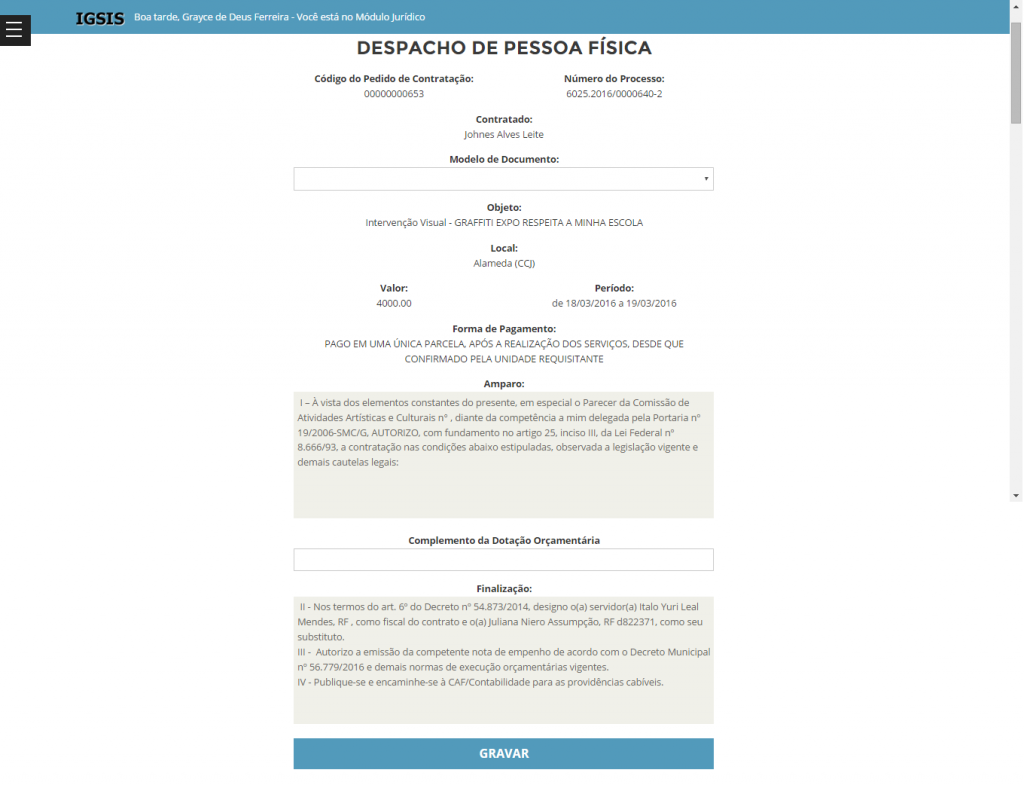 IGSIS Boa tarde, Grayce de Deus Ferreira - Você está no Módulo Jurídico
DESPACHO DE PESSOA FÍSICA
Código do Pedido de Contratação: Número do Processo:
00000000653 6025.2016/0000640-2
Contratado:
Johnes Alves Leite
Modelo de Documento:
Objeto:
Intervenção Visual - GRAFFITI EXPO RESPEITA A MINHA ESCOLA
Local:
Alameda (CCJ)
Valor: Período:
4000.00 de 18/03/2016 a 19/03/2016
Forma de Pagamento:
PAGO EM UMA ÚNICA PARCELA, APÓS A REALIZAÇÃO DOS SERVIÇOS, DESDE QUE
CONFIRMADO PELA UNIDADE REQUISITANTE
Amparo:
I – À vista dos elementos constantes do presente, em especial o Parecer da Comissão de
Atividades Artísticas e Culturais nº , diante da competência a mim delegada pela Portaria nº
19/2006-SMC/G, AUTORIZO, com fundamento no artigo 25, inciso III, da Lei Federal nº
8.666/93, a contratação nas condições abaixo estipuladas, observada a legislação vigente e
demais cautelas legais:
Complemento da Dotação Orçamentária
Finalização:
II - Nos termos do art. 6º do Decreto nº 54.873/2014, designo o(a) servidor(a) Italo Yuri Leal
Mendes, RF , como fiscal do contrato e o(a) Juliana Niero Assumpção, RF d822371, como seu
substituto.
III - Autorizo a emissão da competente nota de empenho de acordo com o Decreto Municipal
nº 56.779/2016 e demais normas de execução orçamentárias vigentes.
IV - Publique-se e encaminhe-se à CAF/Contabilidade para as providências cabíveis.
GRAVAR